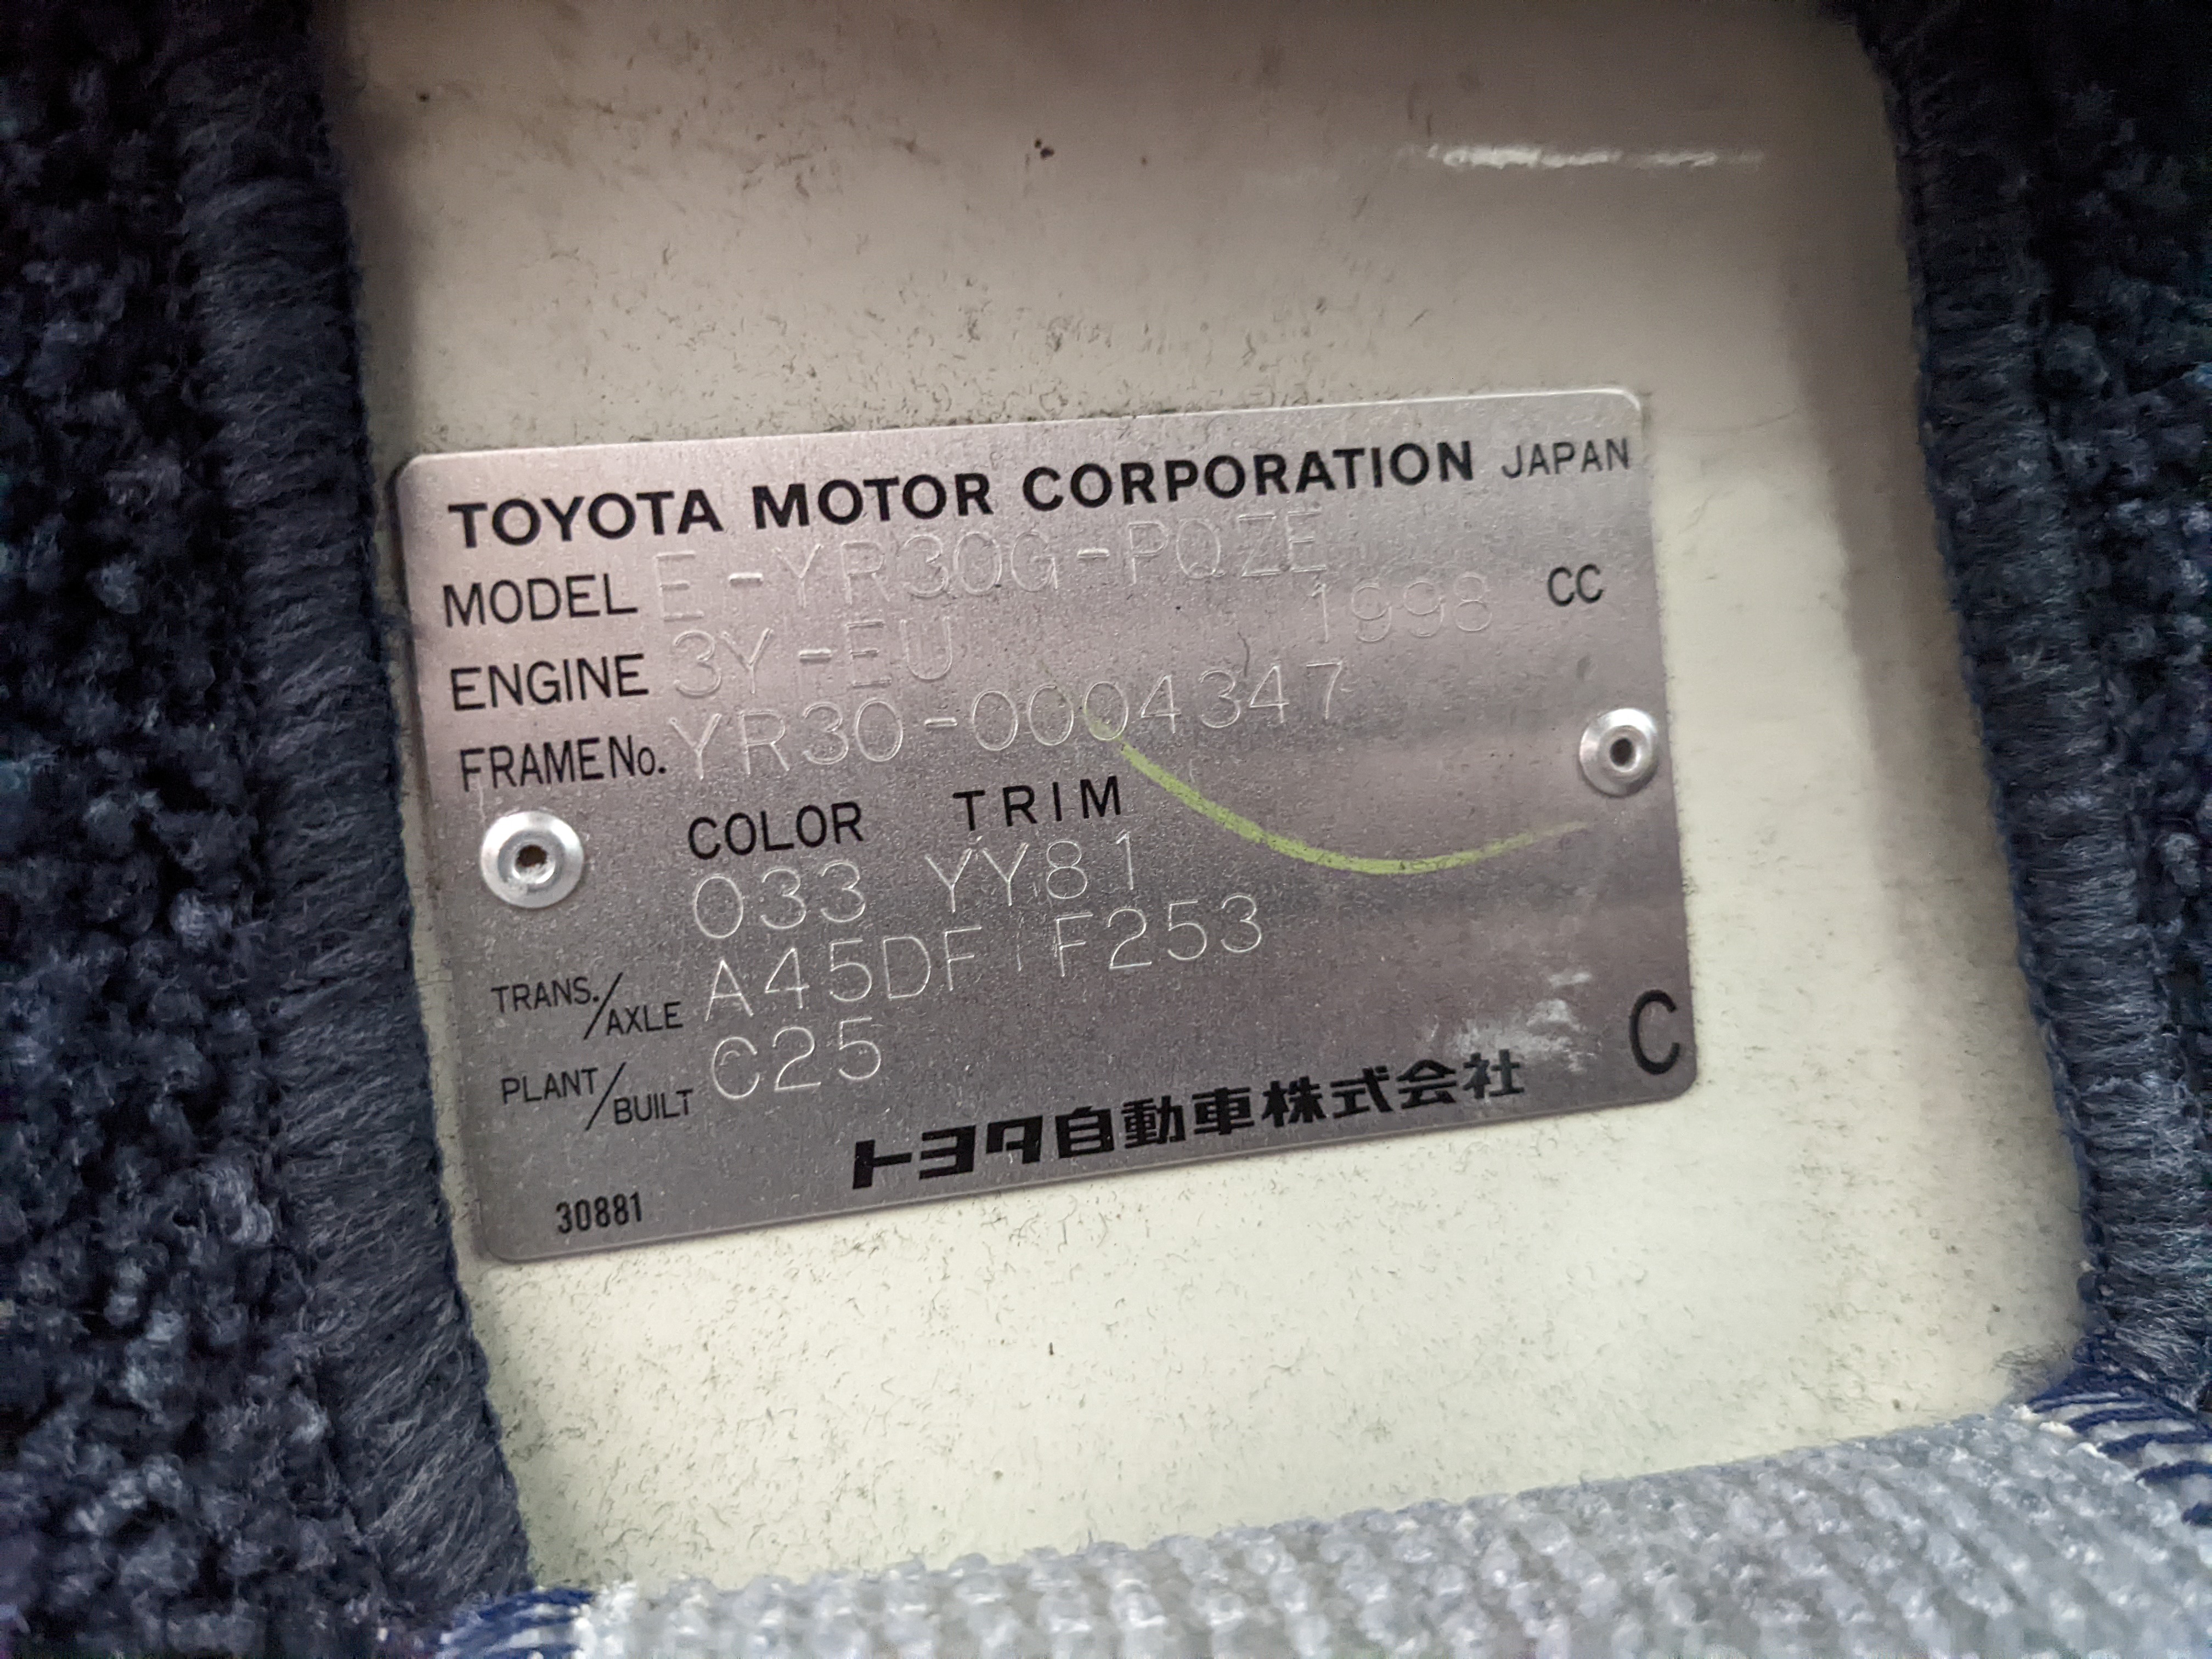 TOYOTA MOTOR CORPORATION JAPAN
MODEL E-YR30G-PQZE
ENGINE 3Y-EU 1998 CC
FRAME No. YR30-0004347
COLOR TRIM
033 YY81
TRANS./AXLE A45DF F253
PLANT/BUILT C25
C
トヨタ自動車株式会社
30881